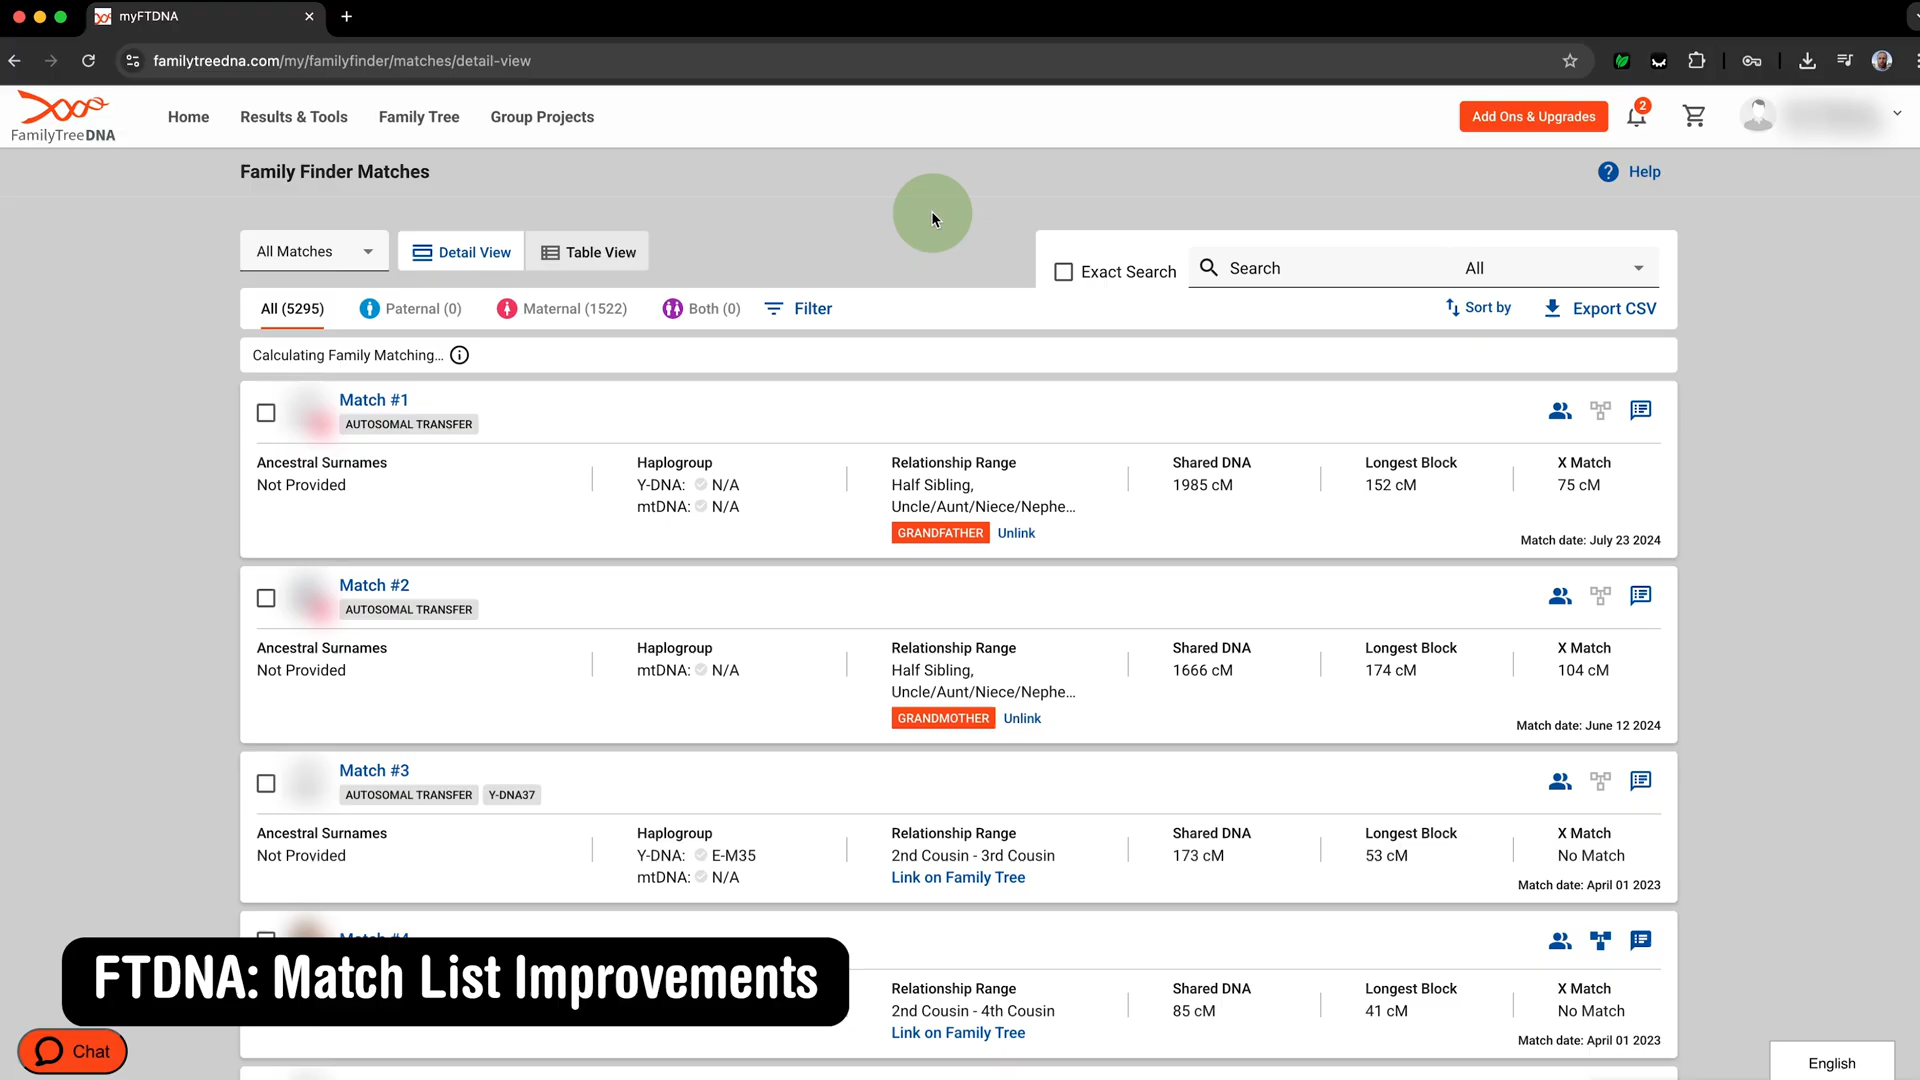 myFTDNA
familytreedna.com/my/familyfinder/matches/detail-view
FamilyTreeDNA
Home
Results & Tools
Family Tree
Group Projects
Add Ons & Upgrades
2
Family Finder Matches
? Help
All Matches
Detail View
Table View
Exact Search
Search
All
All (5295)
Paternal (0)
Maternal (1522)
Both (0)
Filter
Sort by
Export CSV
Calculating Family Matching...
Match #1
AUTOSOMAL TRANSFER
Ancestral Surnames
Not Provided
Haplogroup
Y-DNA: N/A
mtDNA: N/A
Relationship Range
Half Sibling,
Uncle/Aunt/Niece/Nephe...
GRANDFATHER Unlink
Shared DNA
1985 cM
Longest Block
152 cM
X Match
75 cM
Match date: July 23 2024
Match #2
AUTOSOMAL TRANSFER
Ancestral Surnames
Not Provided
Haplogroup
mtDNA: N/A
Relationship Range
Half Sibling,
Uncle/Aunt/Niece/Nephe...
GRANDMOTHER Unlink
Shared DNA
1666 cM
Longest Block
174 cM
X Match
104 cM
Match date: June 12 2024
Match #3
AUTOSOMAL TRANSFER Y-DNA37
Ancestral Surnames
Not Provided
Haplogroup
Y-DNA: E-M35
mtDNA: N/A
Relationship Range
2nd Cousin - 3rd Cousin
Link on Family Tree
Shared DNA
173 cM
Longest Block
53 cM
X Match
No Match
Match date: April 01 2023
Match #4
Relationship Range
2nd Cousin - 4th Cousin
Link on Family Tree
Shared DNA
85 cM
Longest Block
41 cM
X Match
No Match
Match date: April 01 2023
FTDNA: Match List Improvements
Chat
English